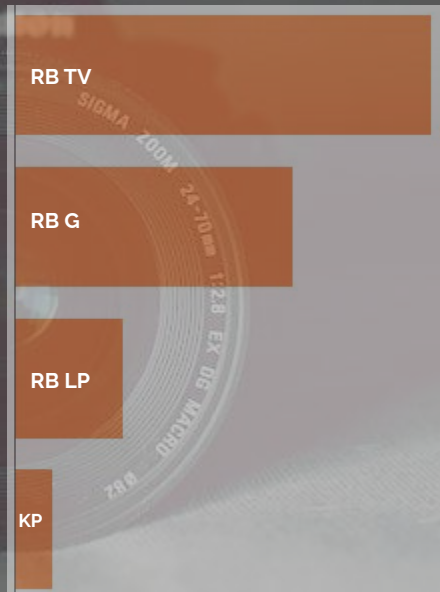 RB TV
SIGMA ZOOM 24-70mm 1:2.8 EX DG MACRO Ø82
RB G
RB LP
KP